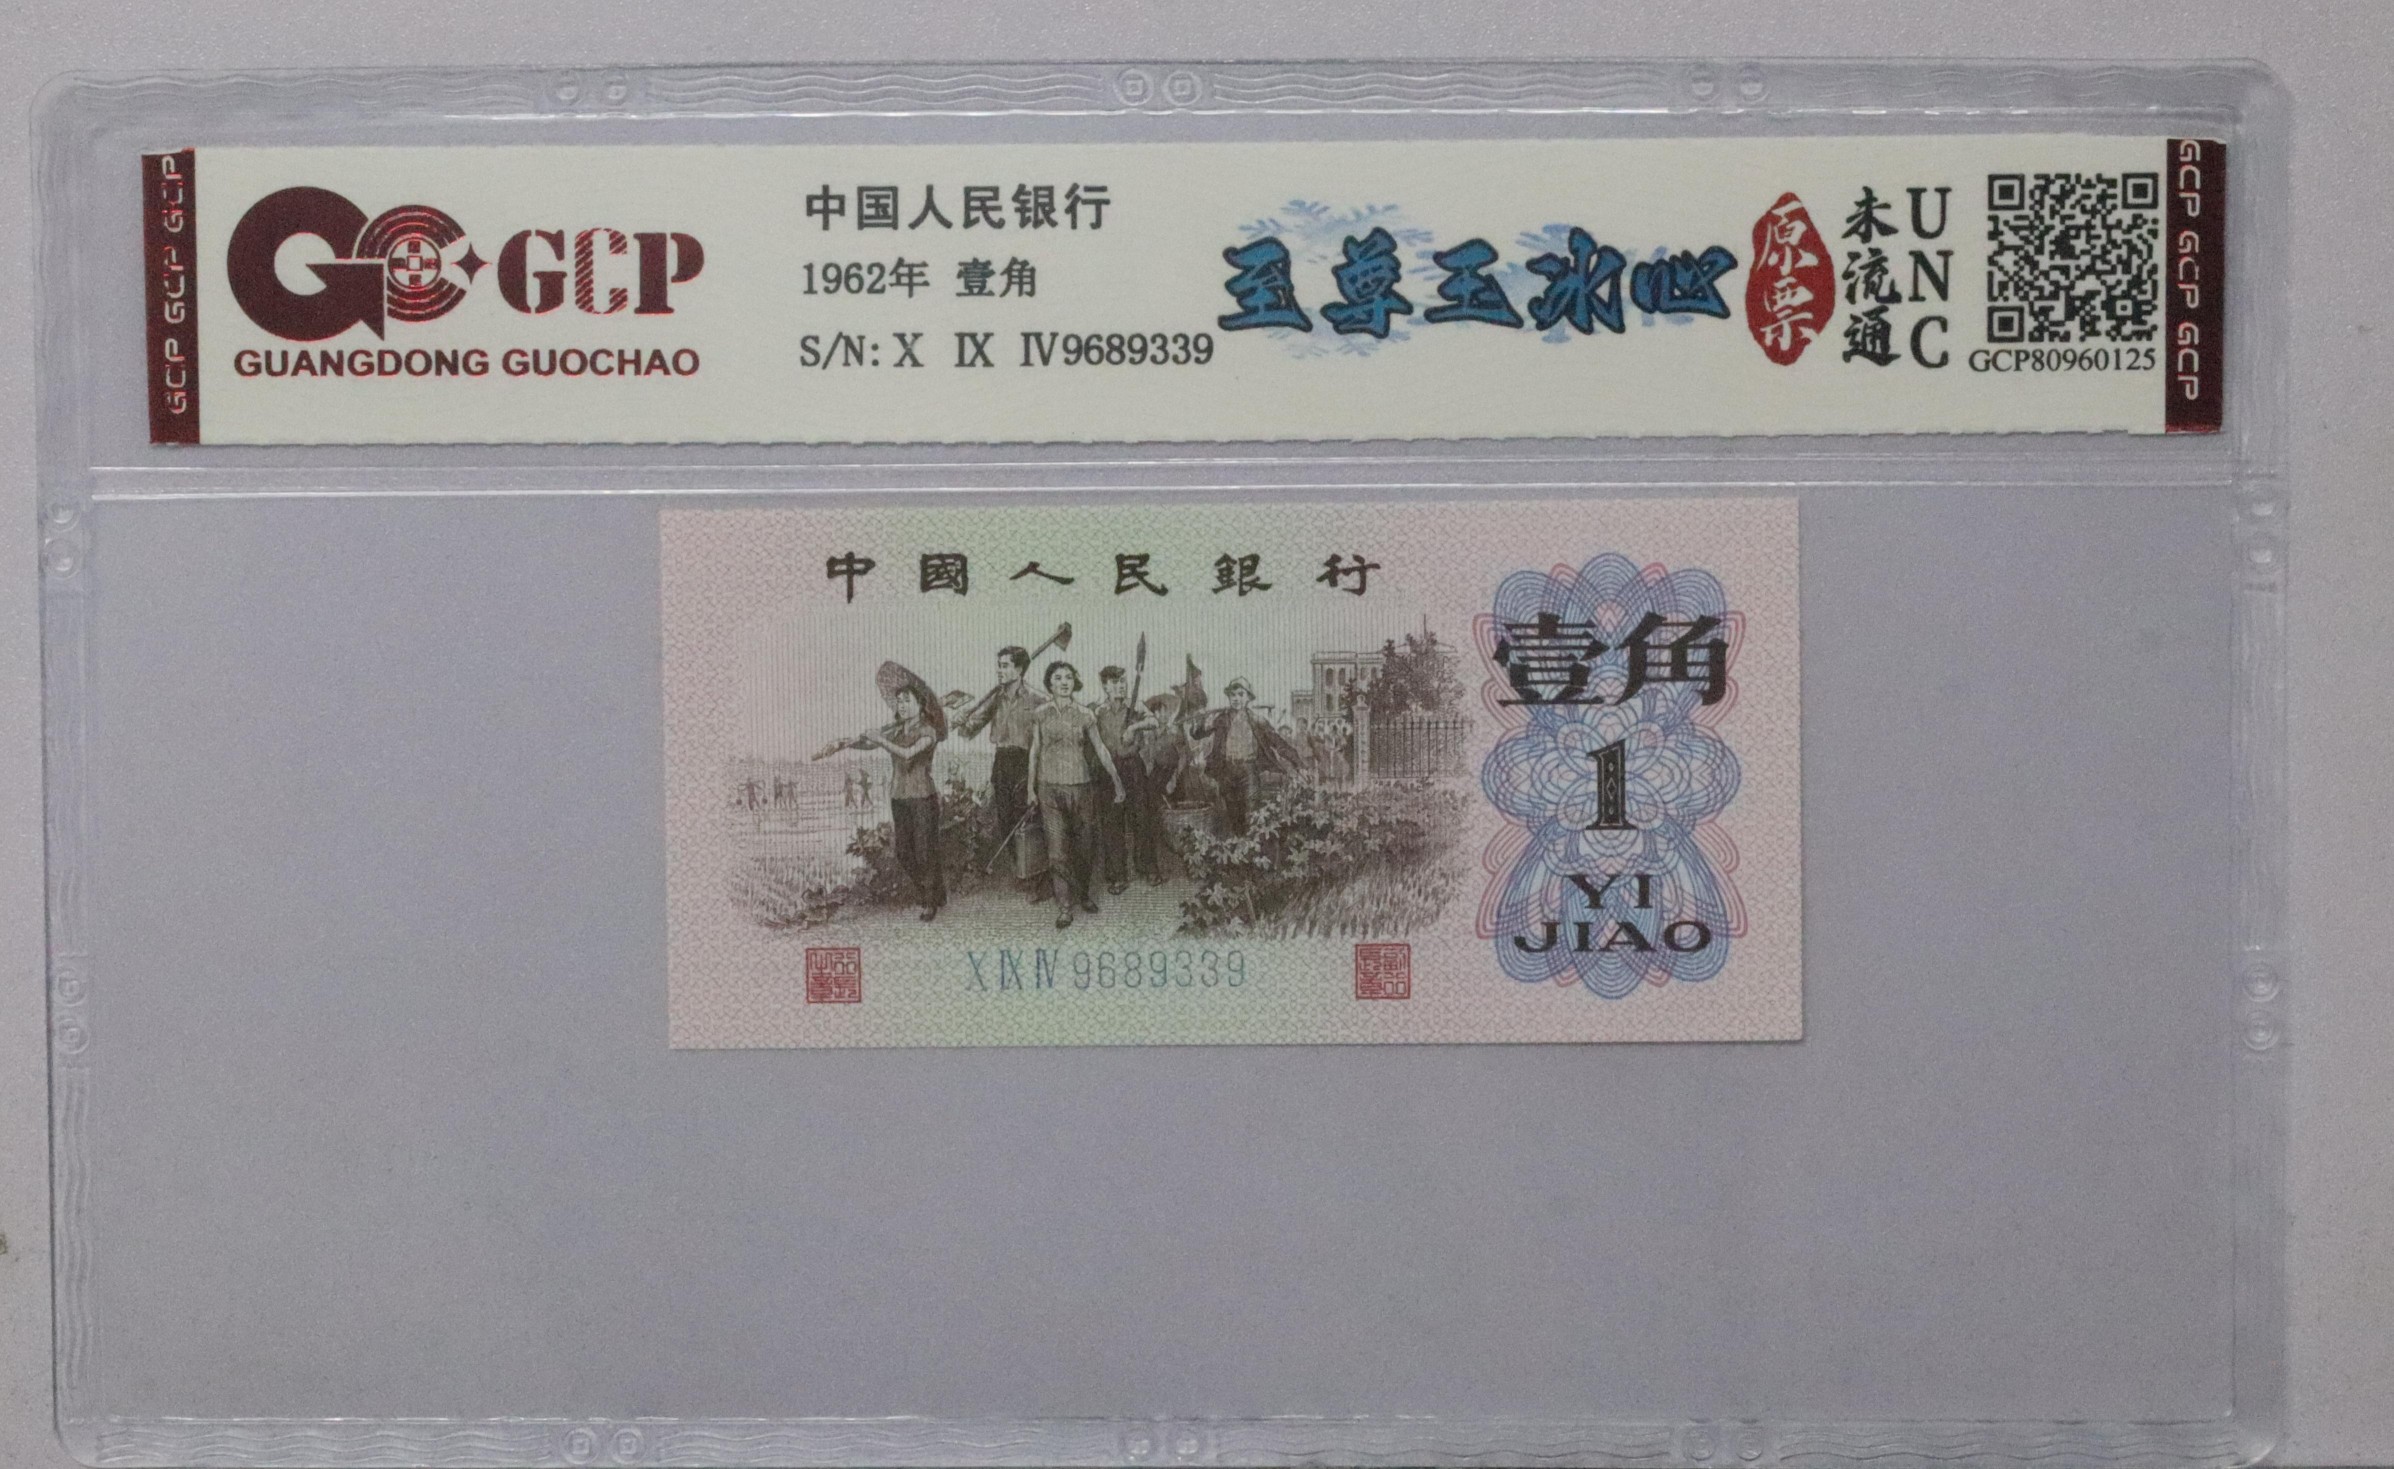 GCP GCP GCP
GCP
GUANGDONG GUOCHAO
中国人民银行
1962年 壹角
S/N: X IX IV9689339
至尊玉冰心
原票
未流通
UNC
GCP80960125
GCP GCP GCP
中國人民銀行
壹角
1
YI
JIAO
X IX IV 9689339